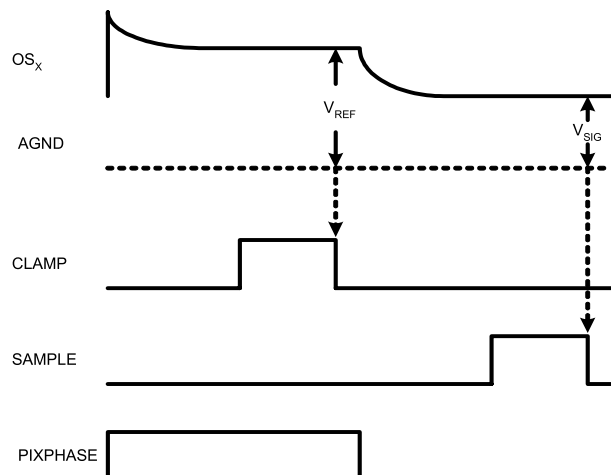 OSX
VREF
AGND
VSIG
CLAMP
SAMPLE
PIXPHASE